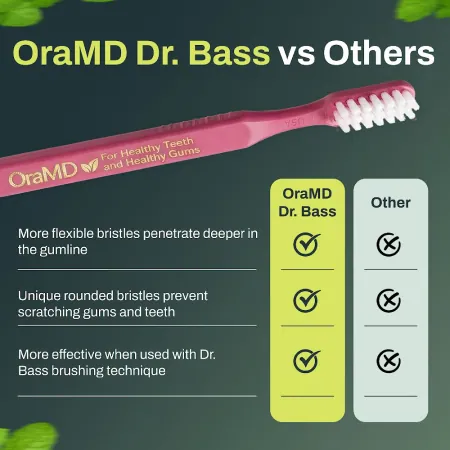 OraMD Dr. Bass vs Others
OraMD For Healthy Teeth
and Healthy Gums
OraMD
Dr. Bass
Other
More flexible bristles penetrate deeper in
the gumline
Unique rounded bristles prevent
scratching gums and teeth
More effective when used with Dr.
Bass brushing technique